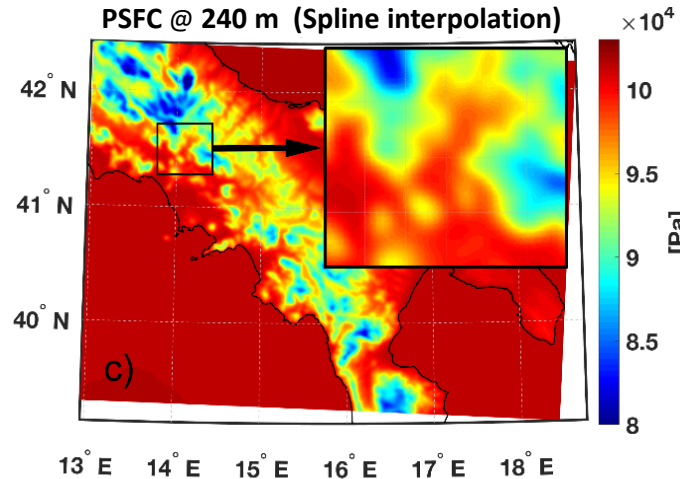 PSFC @ 240 m (Spline interpolation)
×10⁴
42° N
41° N
40° N
c)
13° E
14° E
15° E
16° E
17° E
18° E
10
9.5
9
8.5
8
[Pa]